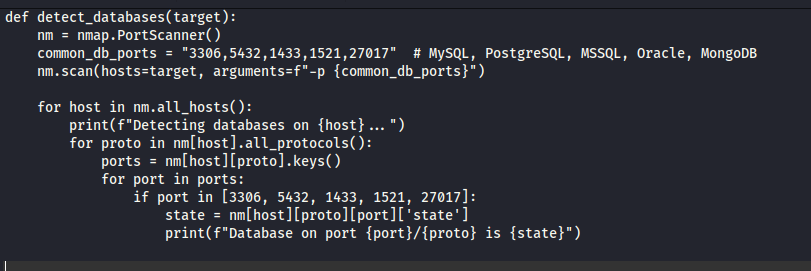 def detect_databases(target):
    nm = nmap.PortScanner()
    common_db_ports = "3306,5432,1433,1521,27017"  # MySQL, PostgreSQL, MSSQL, Oracle, MongoDB
    nm.scan(hosts=target, arguments=f"-p {common_db_ports}")

    for host in nm.all_hosts():
        print(f"Detecting databases on {host}...")
        for proto in nm[host].all_protocols():
            ports = nm[host][proto].keys()
            for port in ports:
                if port in [3306, 5432, 1433, 1521, 27017]:
                    state = nm[host][proto][port]['state']
                    print(f"Database on port {port}/{proto} is {state}")